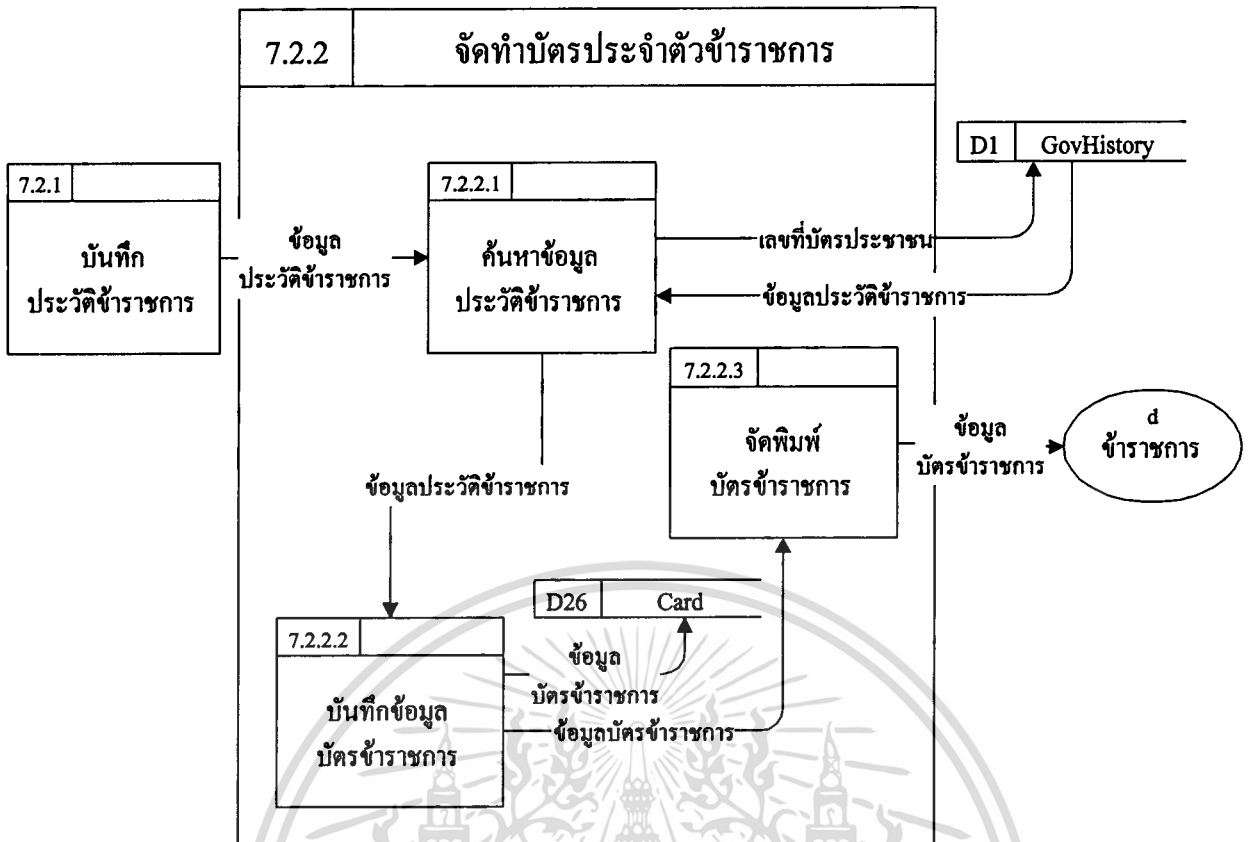 7.2.2 จัดทำบัตรประจำตัวข้าราชการ
D1 GovHistory
7.2.1
บันทึก
ประวัติข้าราชการ
ข้อมูล
ประวัติข้าราชการ
7.2.2.1
ค้นหาข้อมูล
ประวัติข้าราชการ
เลขที่บัตรประชาชน
ข้อมูลประวัติข้าราชการ
7.2.2.3
จัดพิมพ์
บัตรข้าราชการ
ข้อมูล
บัตรข้าราชการ
d
ข้าราชการ
ข้อมูลประวัติข้าราชการ
D26 Card
7.2.2.2
บันทึกข้อมูล
บัตรข้าราชการ
ข้อมูล
บัตรข้าราชการ
ข้อมูลบัตรข้าราชการ